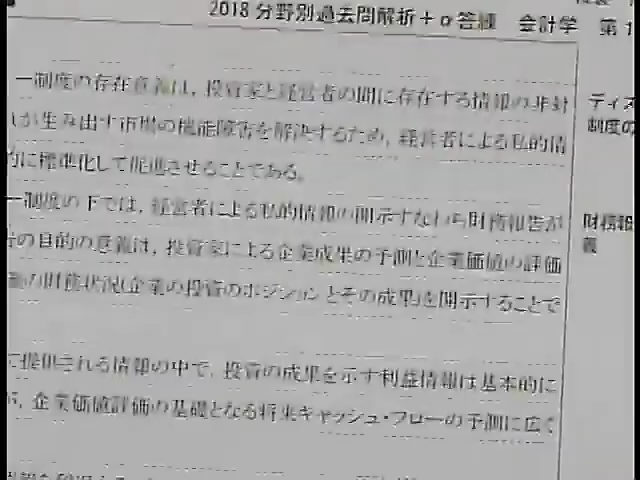 2018 分野別過去問解析+α答練 会計学 第1
ー制度の存在意義は,投資家と経営者の間に存在する情報の非対
が生み出す市場の機能障害を解決するため,経営者による私的情
的に標準化して促進させることである。
ー制度の下では,経営者による私的情報の開示すなわち財務報告が
の目的の意義は,投資家による企業成果の予測と企業価値の評価
の財務状況(企業の投資のポジションとその成果)を開示することで
て提供される情報の中で,投資の成果を示す利益情報は基本的に
,企業価値評価の基礎となる将来キャッシュ・フローの予測に広く
ディス
制度の
財務報
義